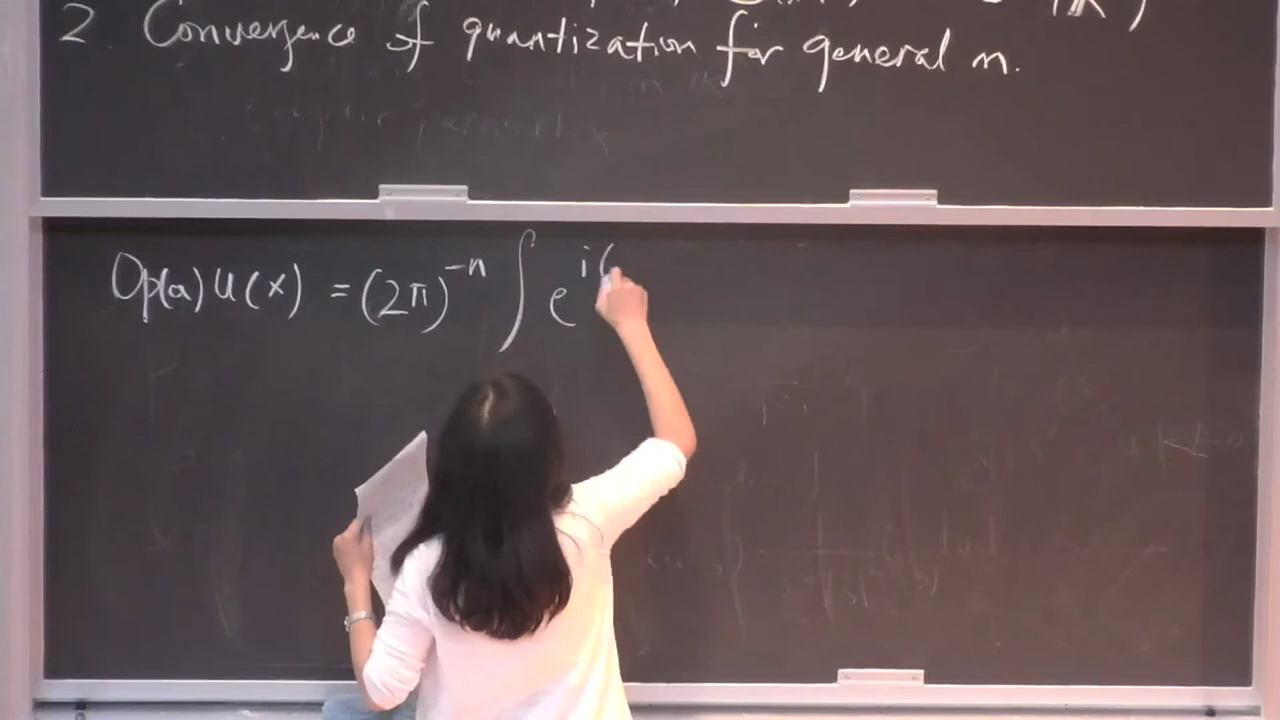 2. Convergence of quantization for general m.
Op(a) u(x) = (2π)^{-n} ∫ e^{i(